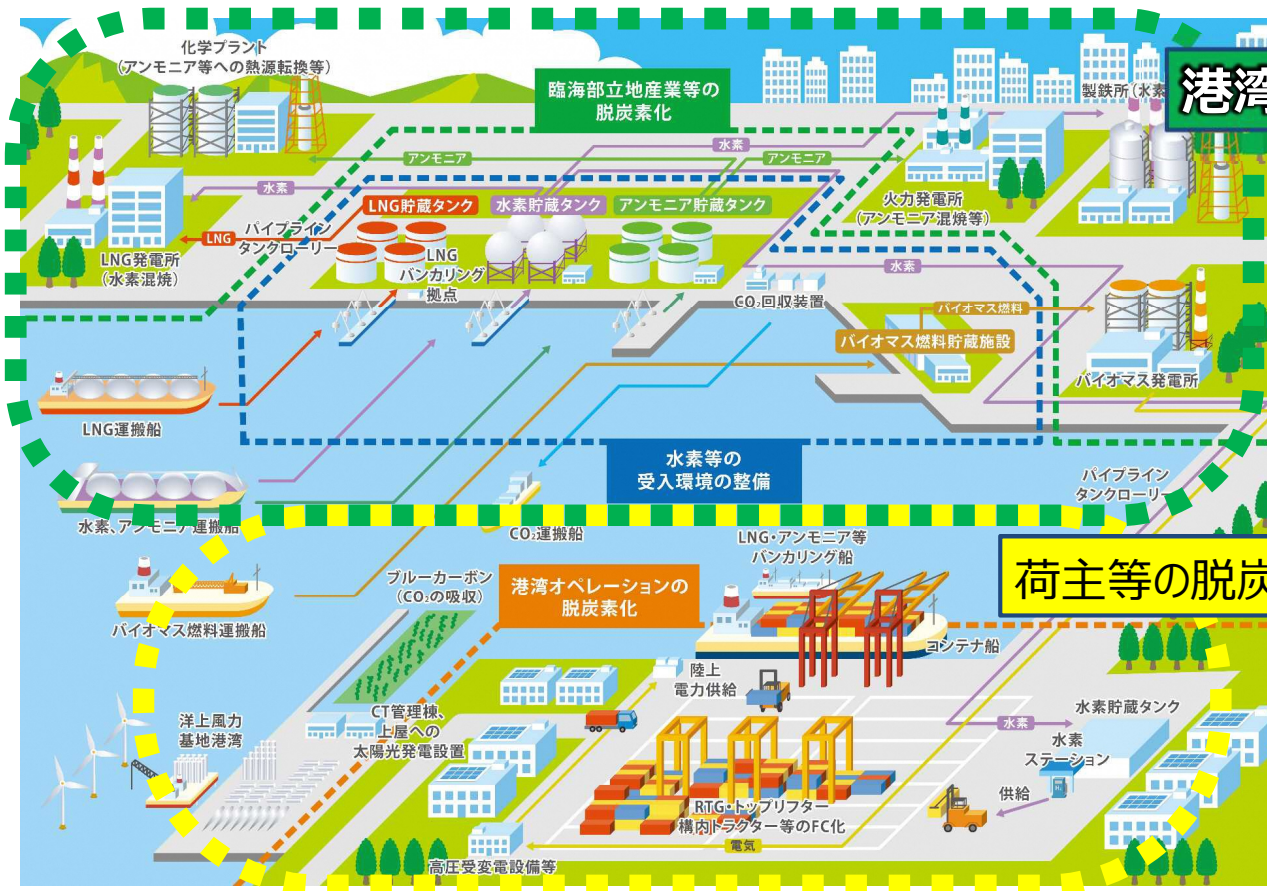 化学プラント
(アンモニア等への熱源転換等)
臨海部立地産業等の
脱炭素化
製鉄所(水素
港湾
アンモニア
水素
アンモニア
水素
LNG貯蔵タンク
水素貯蔵タンク
アンモニア貯蔵タンク
火力発電所
(アンモニア混焼等)
LNG
パイプライン
タンクローリー
LNG発電所
(水素混焼)
LNG
バンカリング
拠点
水素
CO₂回収装置
バイオマス燃料
バイオマス燃料貯蔵施設
バイオマス発電所
LNG運搬船
水素等の
受入環境の整備
パイプライン
タンクローリー
水素、アンモニア運搬船
CO₂運搬船
LNG・アンモニア等
バンカリング船
荷主等の脱炭
ブルーカーボン
(CO₂の吸収)
港湾オペレーションの
脱炭素化
バイオマス燃料運搬船
コンテナ船
陸上
電力供給
洋上風力
基地港湾
CT管理棟、
上屋への
太陽光発電設置
水素貯蔵タンク
水素
水素
ステーション
供給
RTG・トップリフター
構内トラクター等のFC化
電気
高圧受変電設備等